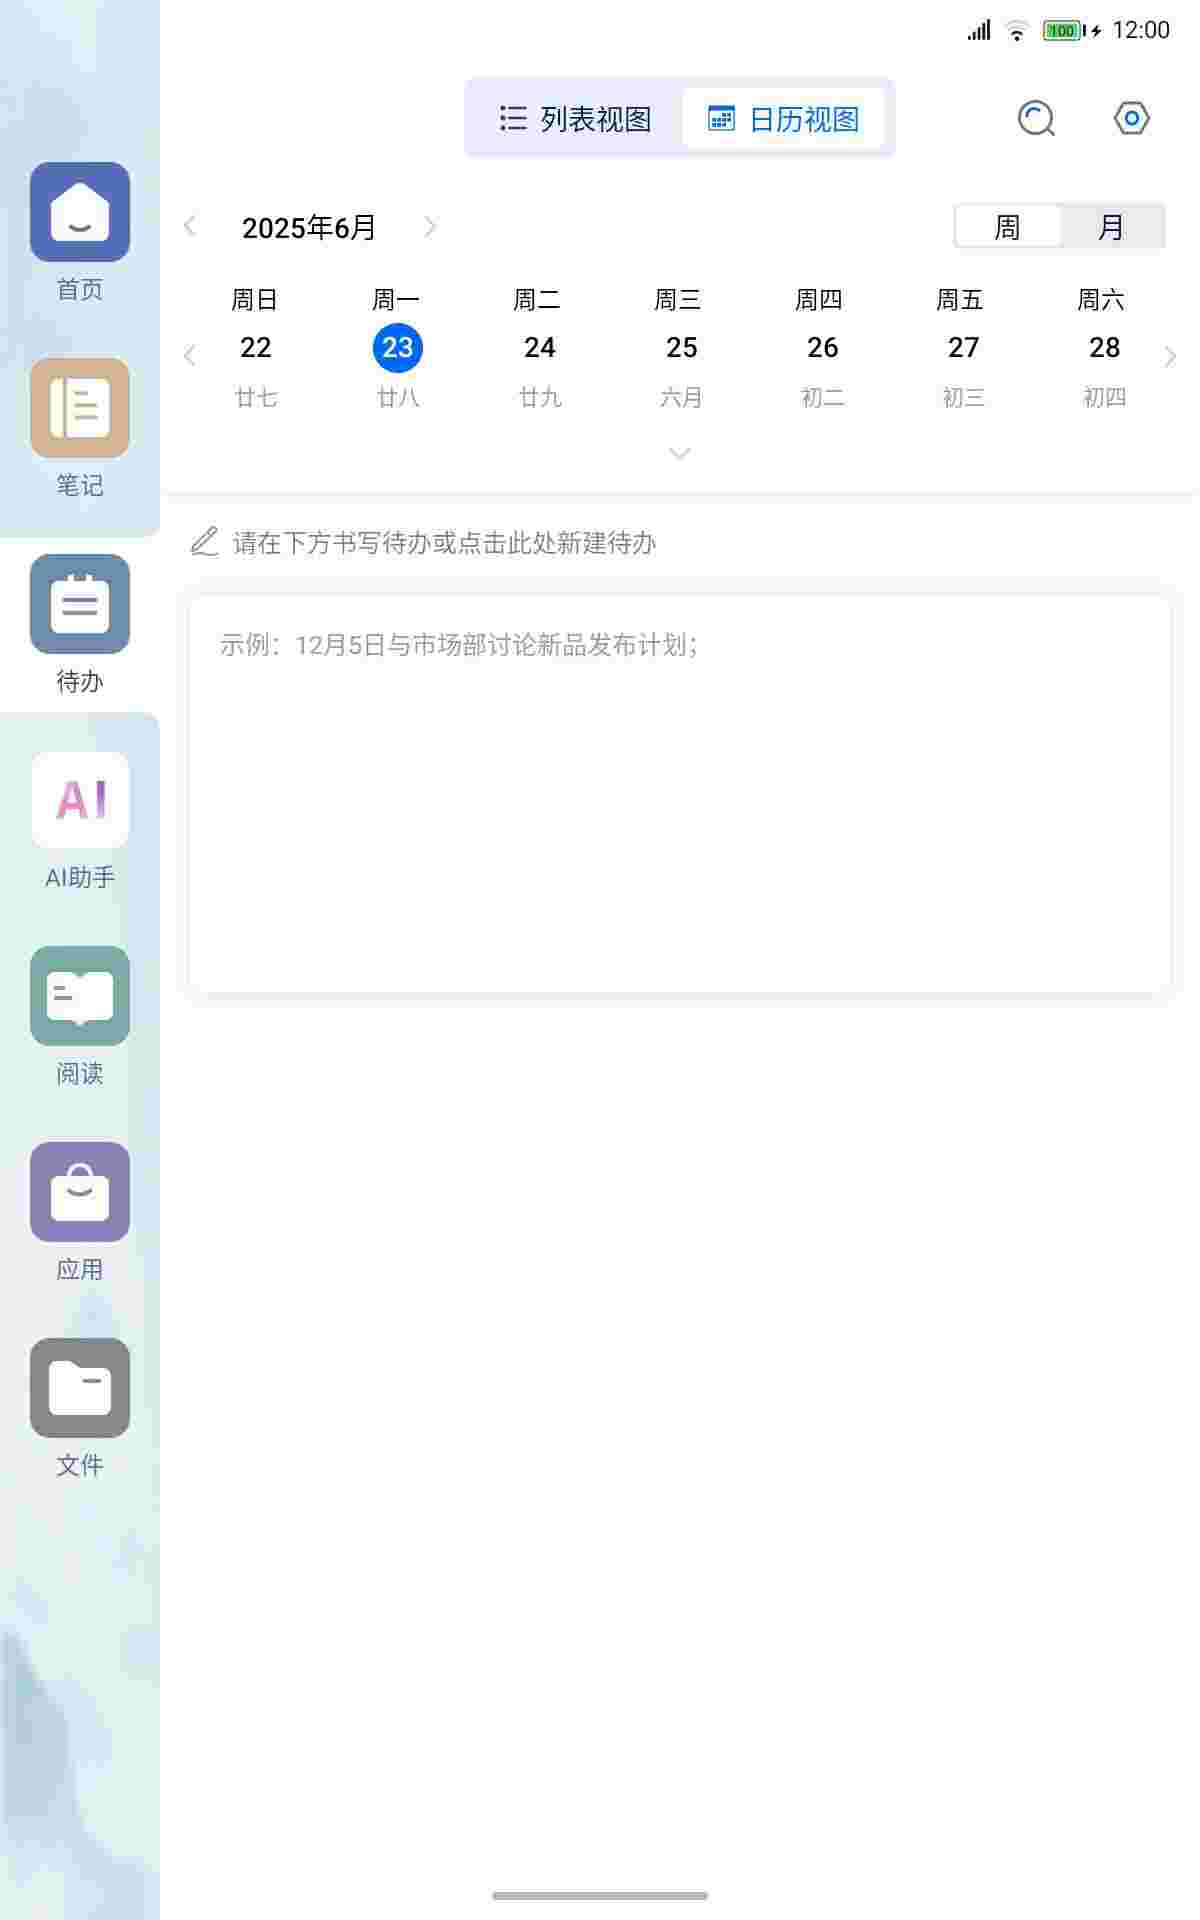 100 12:00
列表视图 日历视图
2025年6月 周 月
周日 周一 周二 周三 周四 周五 周六
22 23 24 25 26 27 28
廿七 廿八 廿九 六月 初二 初三 初四
请在下方书写待办或点击此处新建待办
示例：12月5日与市场部讨论新品发布计划；
首页
笔记
待办
AI
AI助手
阅读
应用
文件